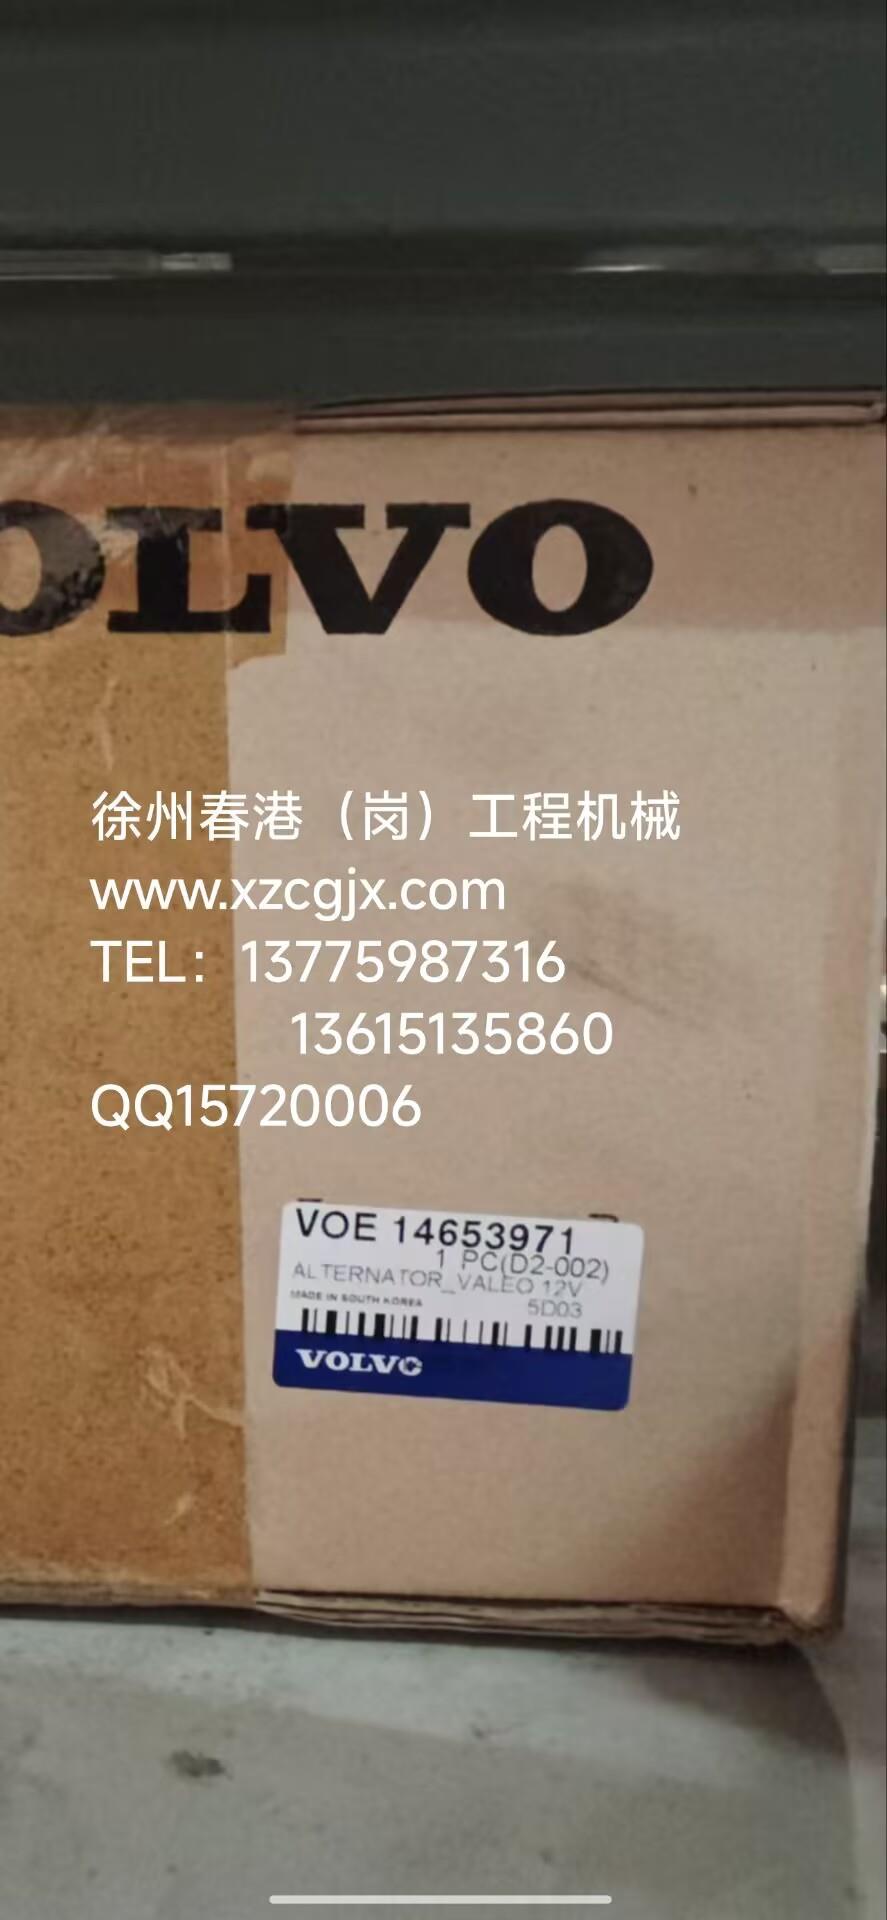 OLVO
徐州春港（岗）工程机械
www.xzcgjx.com
TEL：13775987316
13615135860
QQ15720006
VOE 14653971
1 PC(D2-002)
ALTERNATOR_VALEO 12V
MADE IN SOUTH KOREA
5D03
VOLVO